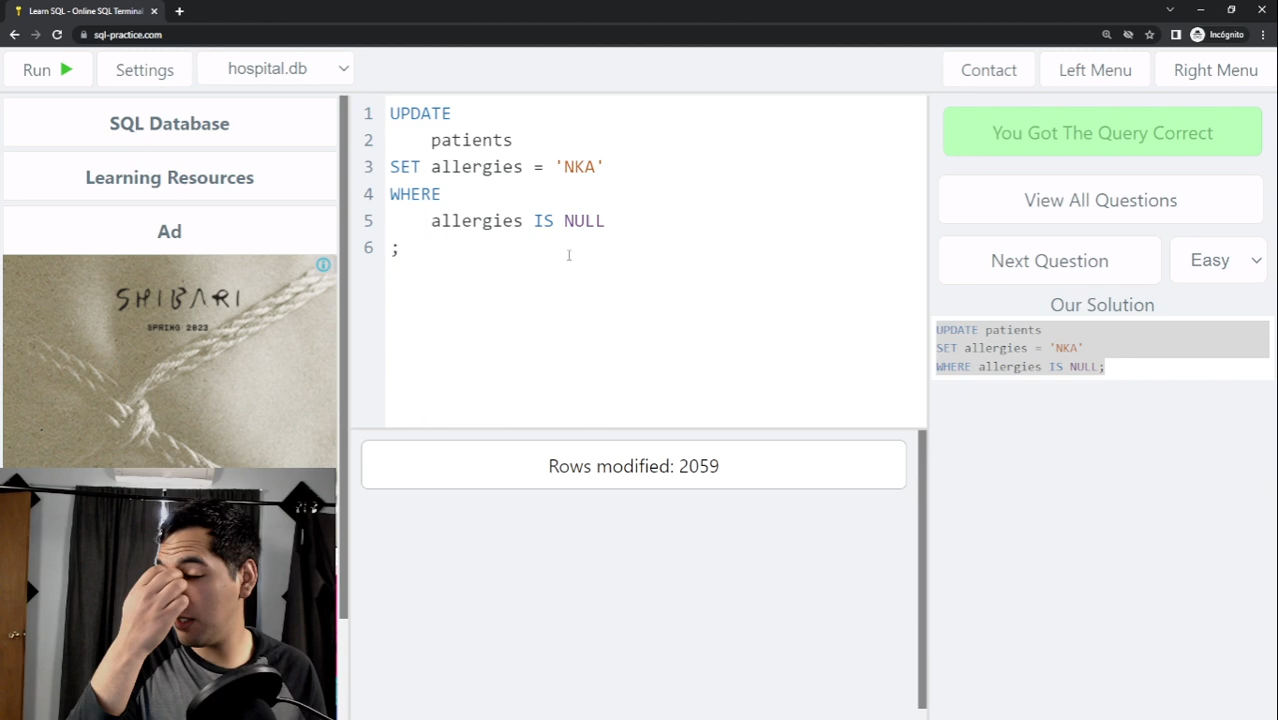 Learn SQL - Online SQL Terminal
sql-practice.com
Incógnito
Run
Settings
hospital.db
Contact
Left Menu
Right Menu
SQL Database
Learning Resources
Ad
SHIBARI
SPRING 2023
1 UPDATE
2 patients
3 SET allergies = 'NKA'
4 WHERE
5 allergies IS NULL
6 ;
Rows modified: 2059
You Got The Query Correct
View All Questions
Next Question
Easy
Our Solution
UPDATE patients
SET allergies = 'NKA'
WHERE allergies IS NULL;